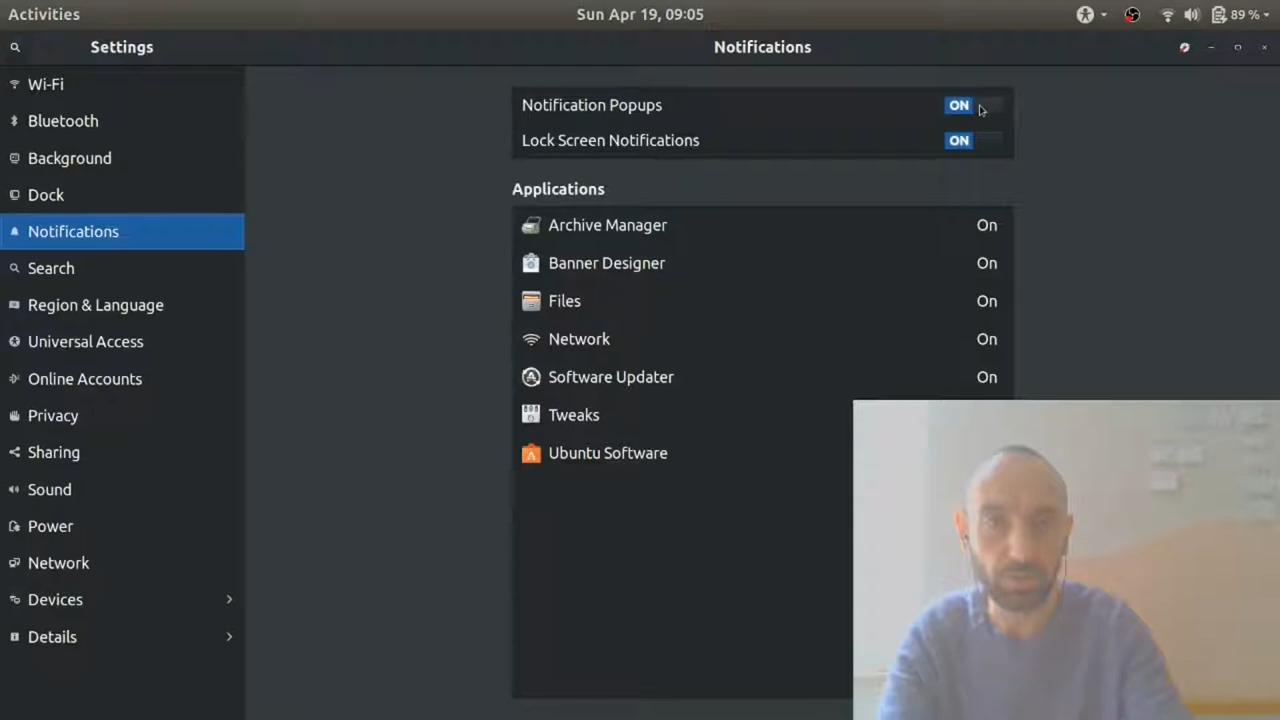 Activities
Sun Apr 19, 09:05
89 %
Settings
Notifications
Wi-Fi
Bluetooth
Background
Dock
Notifications
Search
Region & Language
Universal Access
Online Accounts
Privacy
Sharing
Sound
Power
Network
Devices
Details
Notification Popups ON
Lock Screen Notifications ON
Applications
Archive Manager On
Banner Designer On
Files On
Network On
Software Updater On
Tweaks
Ubuntu Software